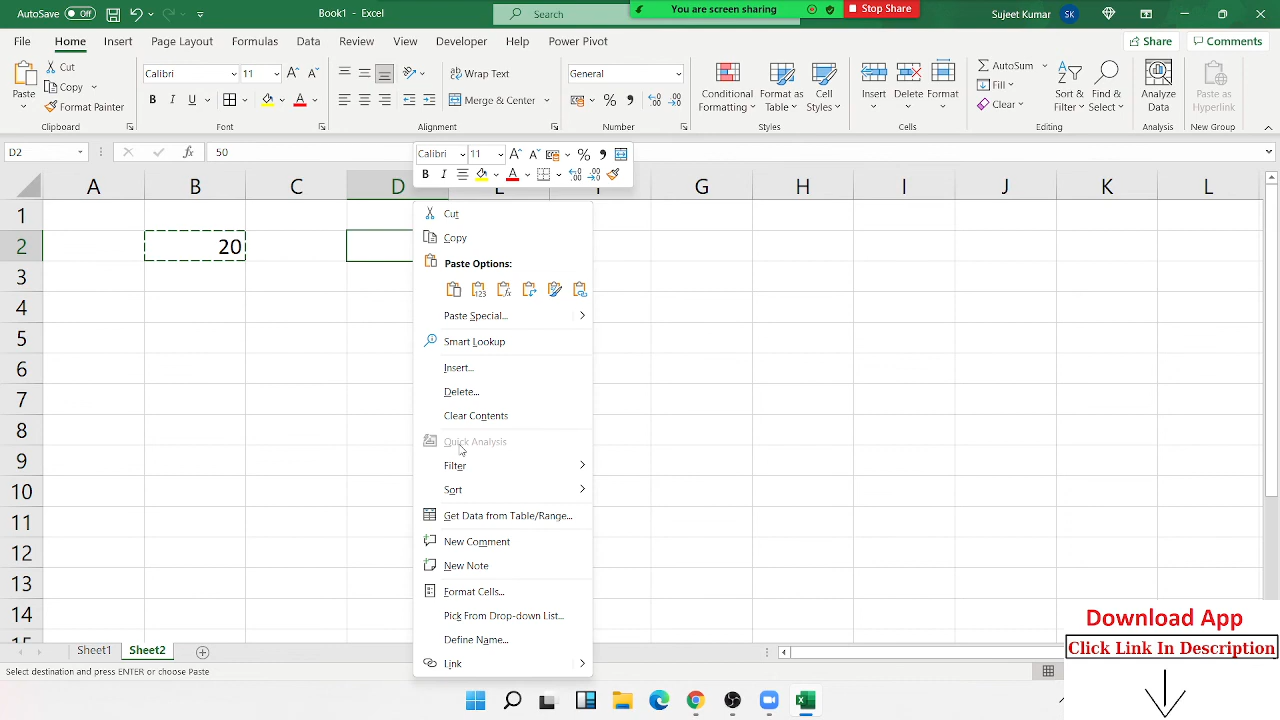 AutoSave Off Book1 - Excel Search You are screen sharing Stop Share Sujeet Kumar SK
File Home Insert Page Layout Formulas Data Review View Developer Help Power Pivot Share Comments
Paste Cut Copy Format Painter Clipboard
Calibri 11 B I U Font
Wrap Text Merge & Center Alignment
General Number
Conditional Formatting Format as Table Cell Styles Styles
Insert Delete Format Cells
AutoSum Fill Clear Sort & Filter Find & Select Editing
Analyze Data Analysis
Paste as Hyperlink New Group
D2 fx 50
Calibri 11
B I
A B C D G H I J K L
1
2 20
3
4
5
6
7
8
9
10
11
12
13
14
Cut
Copy
Paste Options:
Paste Special...
Smart Lookup
Insert...
Delete...
Clear Contents
Quick Analysis
Filter
Sort
Get Data from Table/Range...
New Comment
New Note
Format Cells...
Pick From Drop-down List...
Define Name...
Link
Sheet1 Sheet2
Select destination and press ENTER or choose Paste
Download App
Click Link In Description